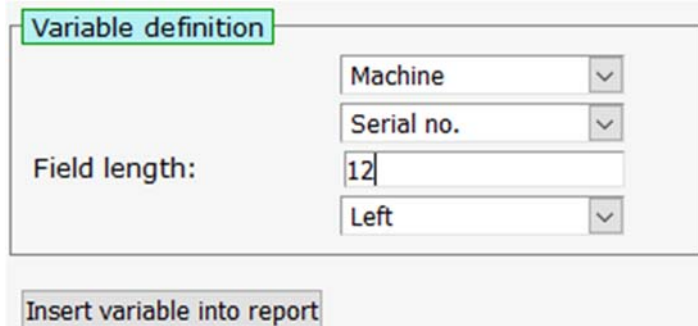 Variable definition
Machine
Serial no.
Field length: 12
Left
Insert variable into report